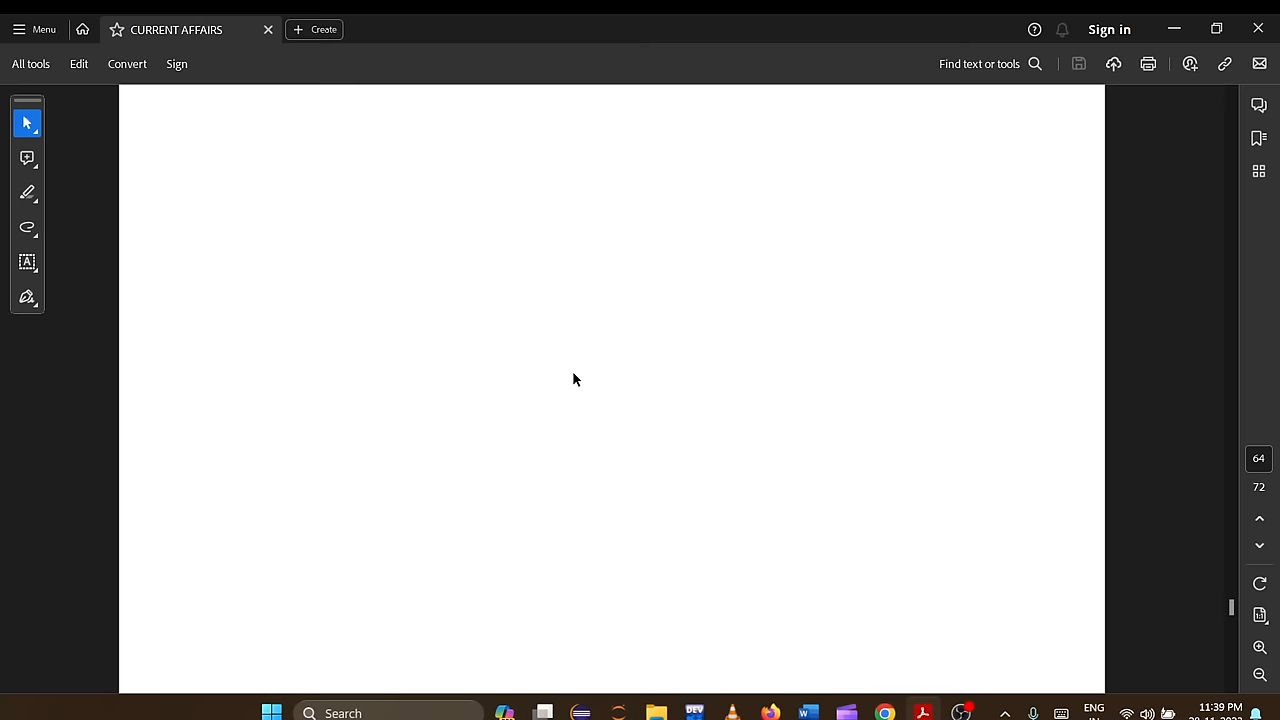 Menu
CURRENT AFFAIRS
Create
Sign in
All tools
Edit
Convert
Sign
Find text or tools
64
72
Search
DEV
ENG
11:39 PM